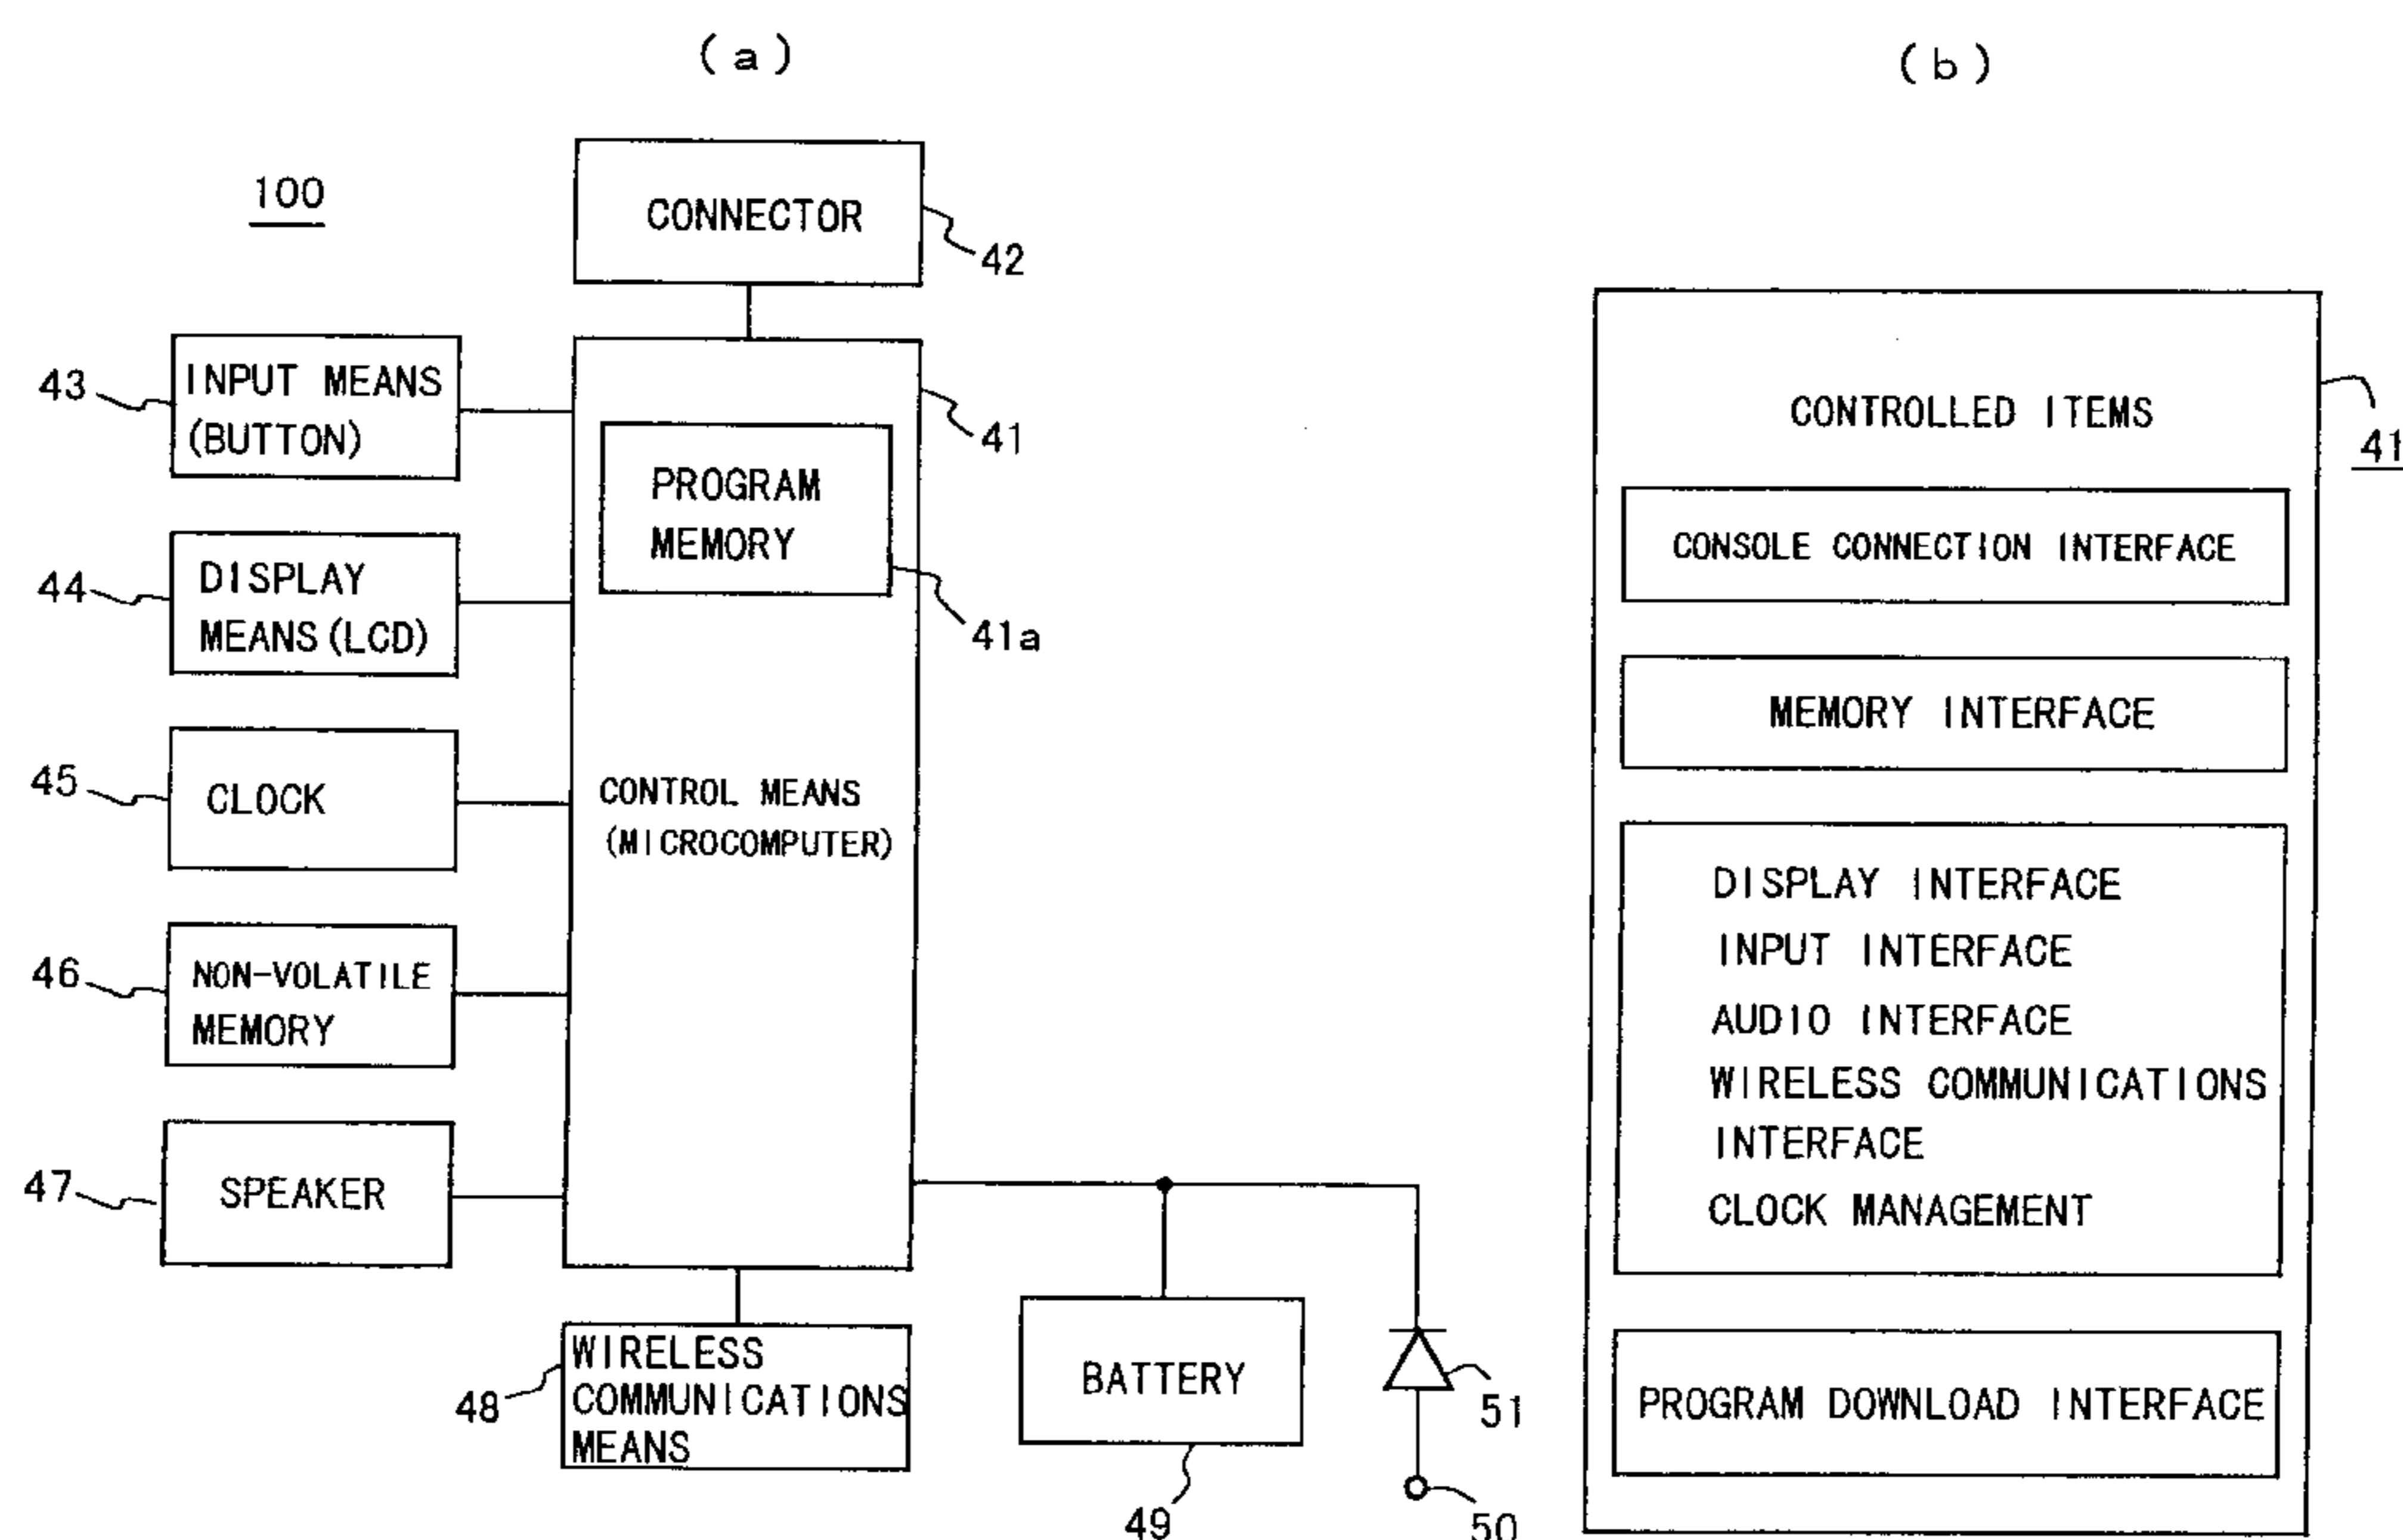 (a)
100
CONNECTOR
42
43
INPUT MEANS
(BUTTON)
41
PROGRAM
MEMORY
41a
44
DISPLAY
MEANS(LCD)
45
CLOCK
CONTROL MEANS
(MICROCOMPUTER)
46
NON-VOLATILE
MEMORY
47
SPEAKER
48
WIRELESS
COMMUNICATIONS
MEANS
BATTERY
49
51
50
(b)
CONTROLLED ITEMS
41
CONSOLE CONNECTION INTERFACE
MEMORY INTERFACE
DISPLAY INTERFACE
INPUT INTERFACE
AUDIO INTERFACE
WIRELESS COMMUNICATIONS
INTERFACE
CLOCK MANAGEMENT
PROGRAM DOWNLOAD INTERFACE